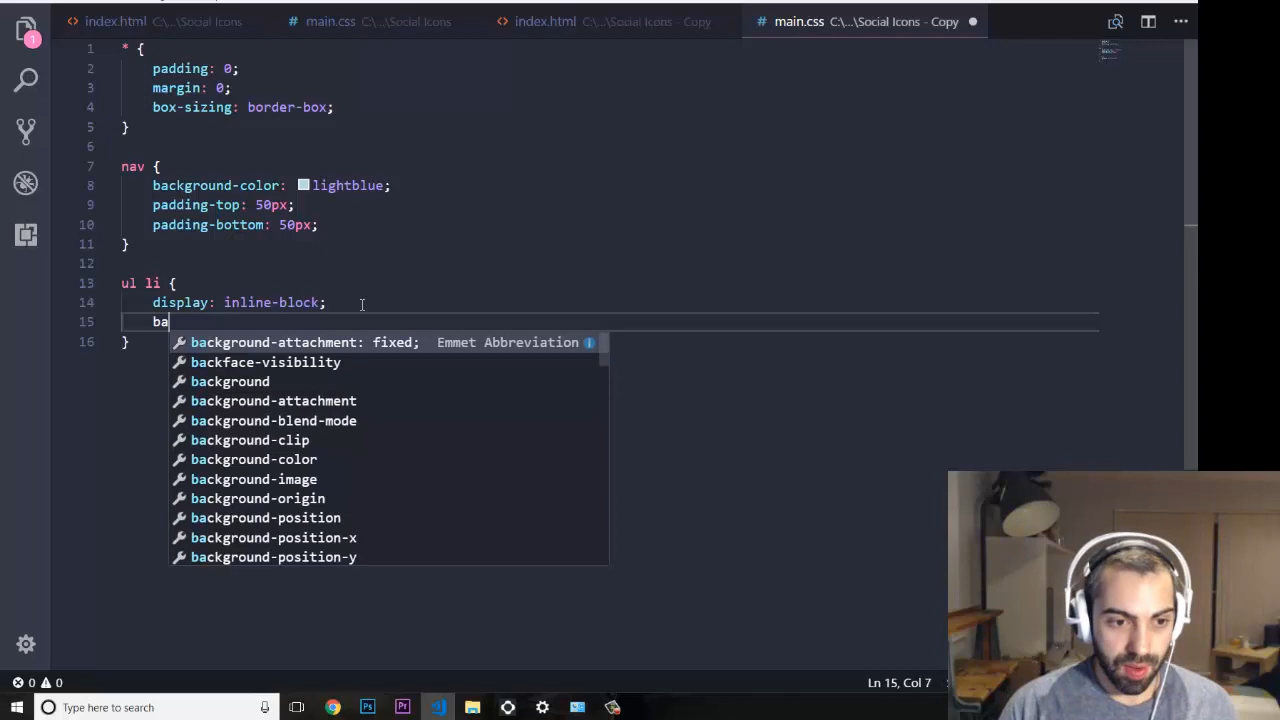 index.html C:\...\Social Icons
main.css C:\...\Social Icons
index.html C:\...\Social Icons - Copy
main.css C:\...\Social Icons - Copy
1
1 * {
2 padding: 0;
3 margin: 0;
4 box-sizing: border-box;
5 }
6
7 nav {
8 background-color: lightblue;
9 padding-top: 50px;
10 padding-bottom: 50px;
11 }
12
13 ul li {
14 display: inline-block;
15 ba
16 }
background-attachment: fixed; Emmet Abbreviation
backface-visibility
background
background-attachment
background-blend-mode
background-clip
background-color
background-image
background-origin
background-position
background-position-x
background-position-y
0 0
Ln 15, Col 7
Type here to search
Ps
Pr